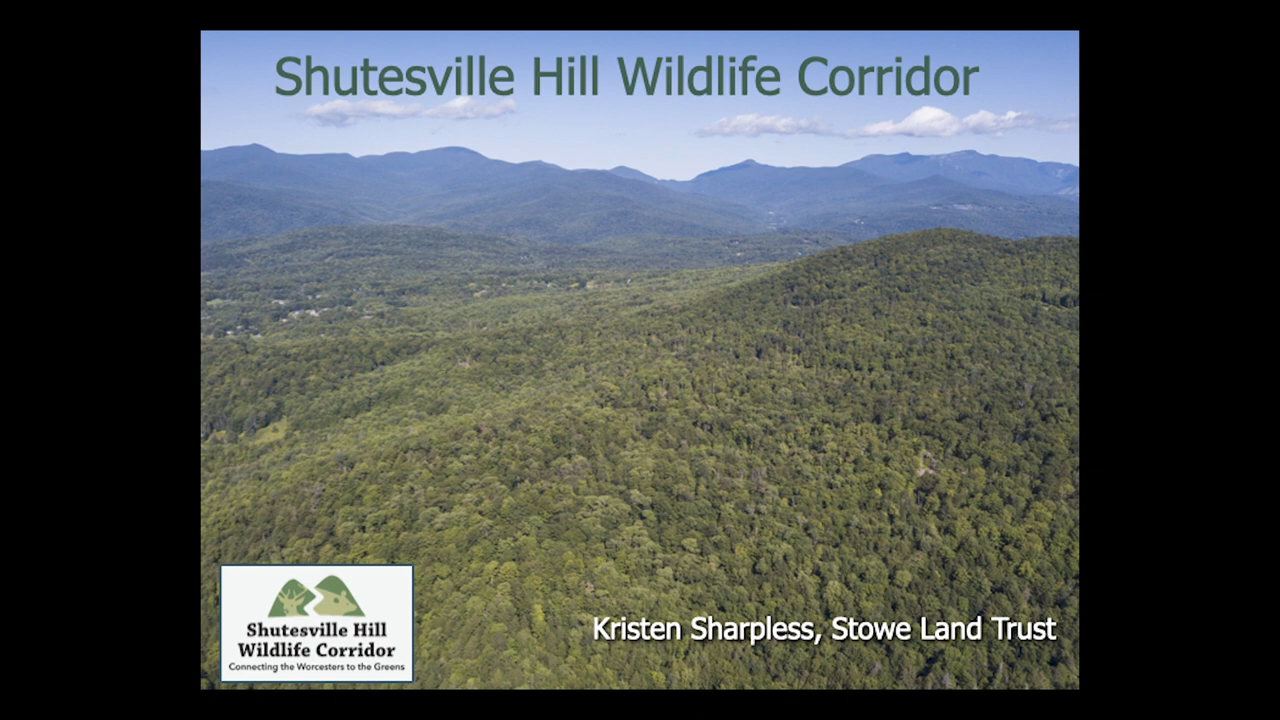 Shutesville Hill Wildlife Corridor
Kristen Sharpless, Stowe Land Trust
Shutesville Hill
Wildlife Corridor
Connecting the Worcesters to the Greens